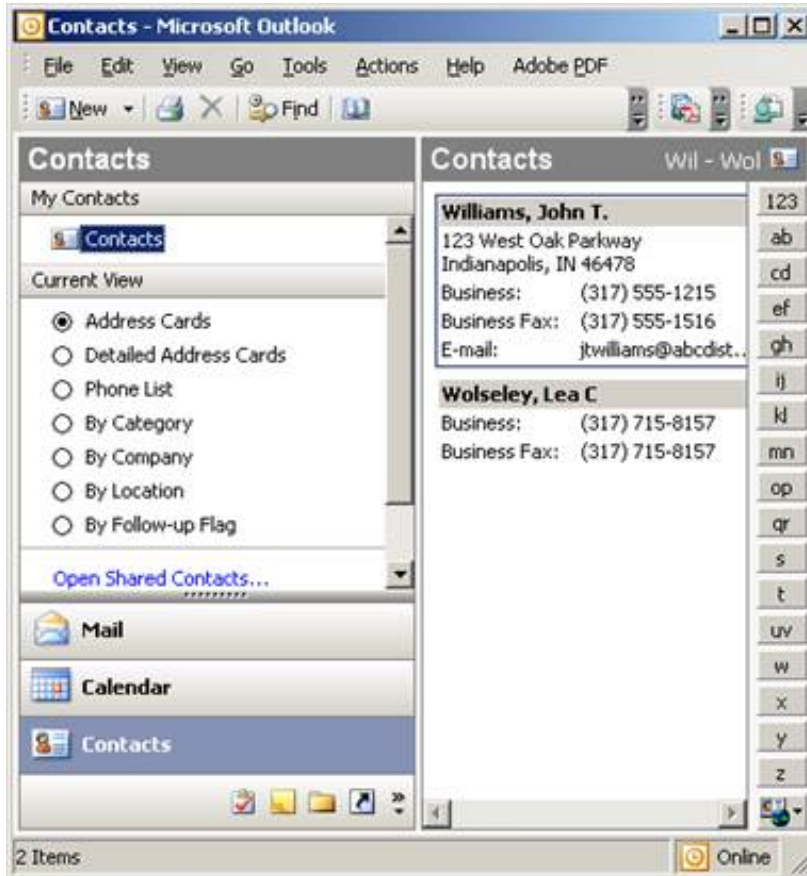 Contacts - Microsoft Outlook
File Edit View Go Tools Actions Help Adobe PDF
New Find
Contacts
My Contacts
Contacts
Current View
Address Cards
Detailed Address Cards
Phone List
By Category
By Company
By Location
By Follow-up Flag
Open Shared Contacts...
Mail
Calendar
Contacts
Contacts Wil - Wol
Williams, John T.
123 West Oak Parkway
Indianapolis, IN 46478
Business: (317) 555-1215
Business Fax: (317) 555-1516
E-mail: jtwilliams@abcdist...
Wolseley, Lea C
Business: (317) 715-8157
Business Fax: (317) 715-8157
123
ab
cd
ef
gh
ij
kl
mn
op
qr
s
t
uv
w
x
y
z
2 Items
Online